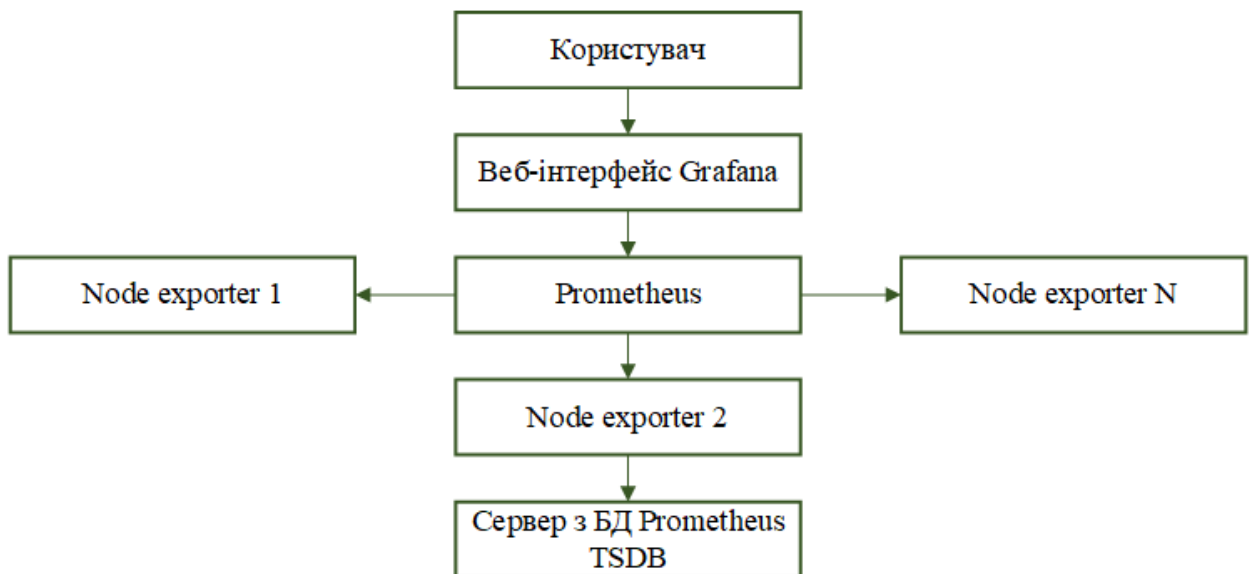 Користувач
Веб-інтерфейс Grafana
Node exporter 1
Prometheus
Node exporter N
Node exporter 2
Сервер з БД Prometheus
TSDB